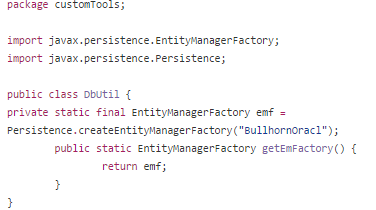 package customTools;
import javax.persistence.EntityManagerFactory;
import javax.persistence.Persistence;
public class DbUtil {
private static final EntityManagerFactory emf =
Persistence.createEntityManagerFactory("BullhornOracl");
public static EntityManagerFactory getEmFactory() {
return emf;
}
}